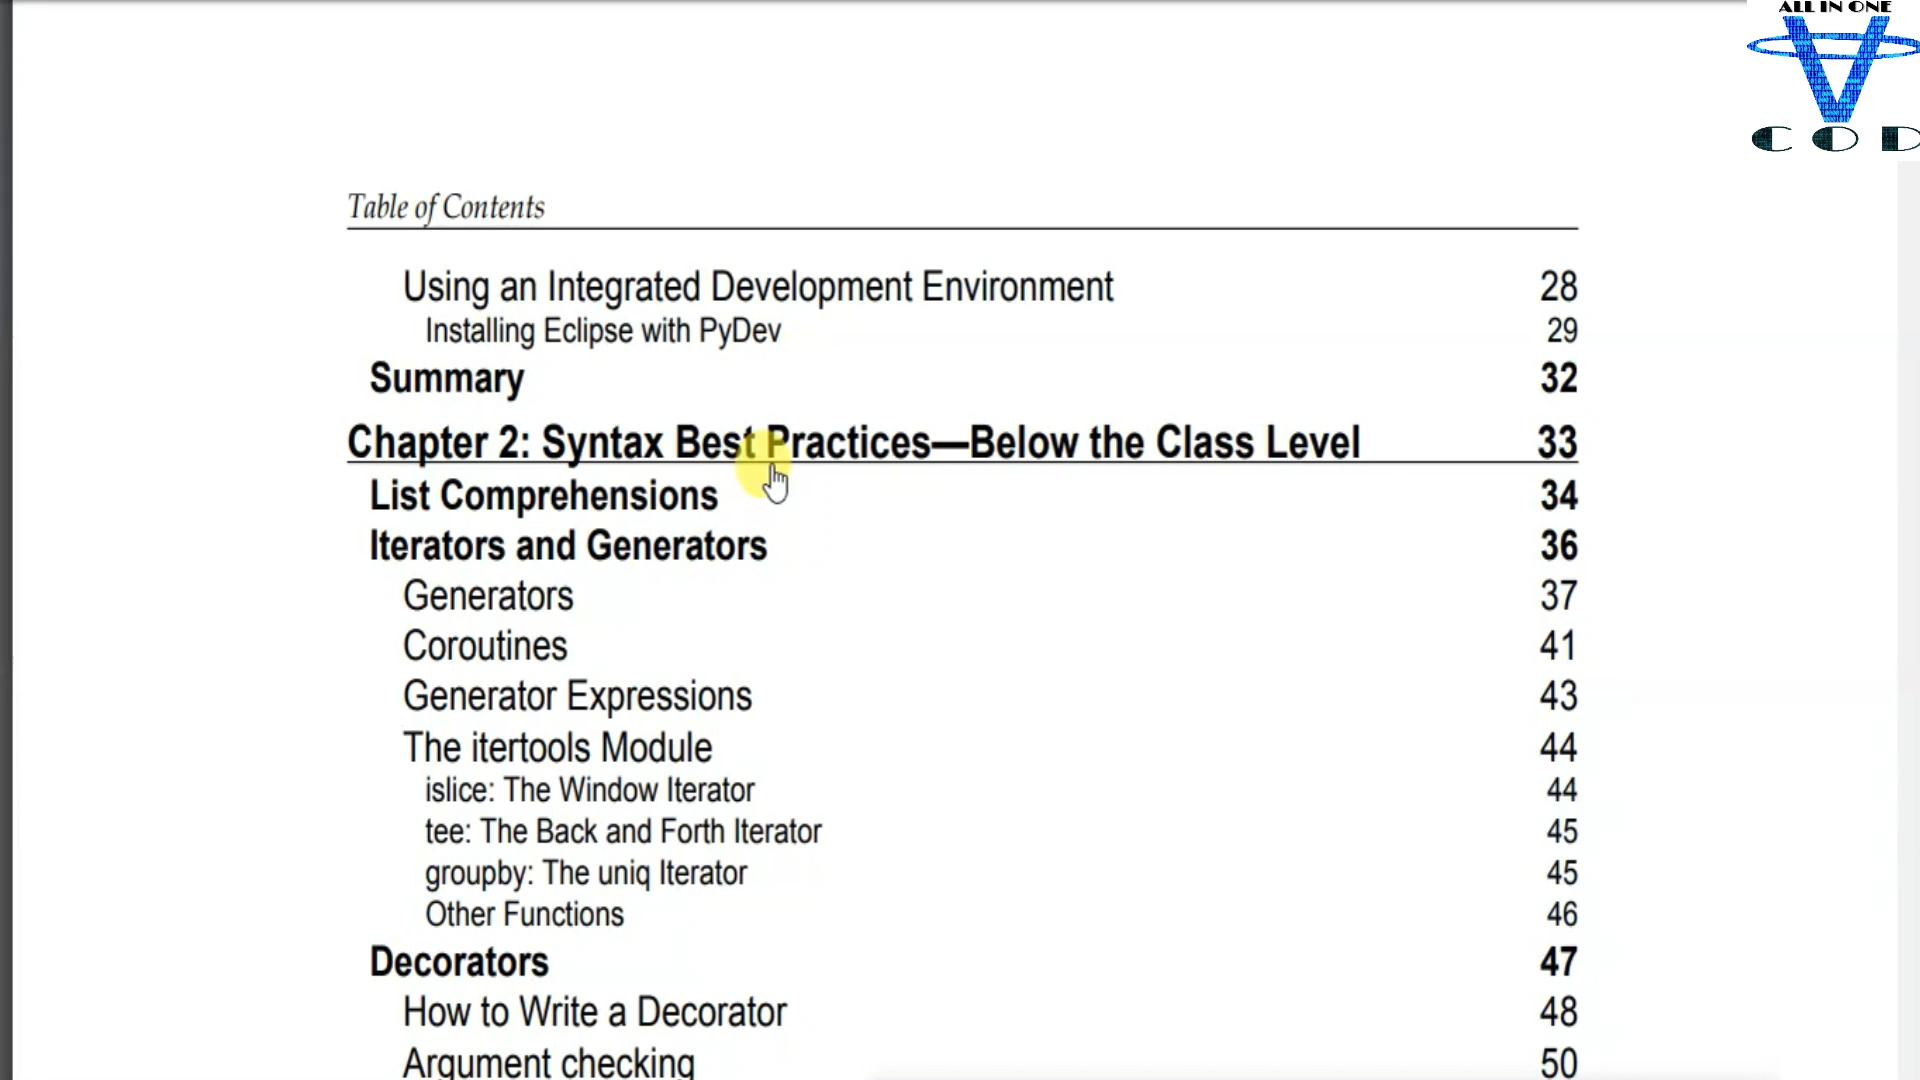 ALL IN ONE
COD
Table of Contents
Using an Integrated Development Environment 28
Installing Eclipse with PyDev 29
Summary 32
Chapter 2: Syntax Best Practices—Below the Class Level 33
List Comprehensions 34
Iterators and Generators 36
Generators 37
Coroutines 41
Generator Expressions 43
The itertools Module 44
islice: The Window Iterator 44
tee: The Back and Forth Iterator 45
groupby: The uniq Iterator 45
Other Functions 46
Decorators 47
How to Write a Decorator 48
Argument checking 50